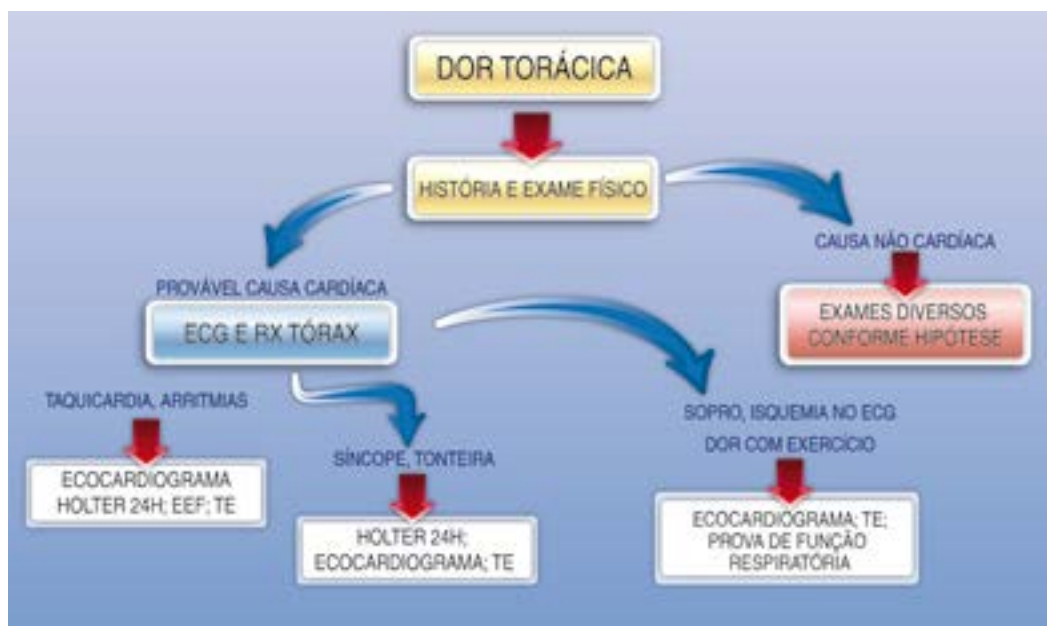 DOR TORÁCICA
HISTÓRIA E EXAME FÍSICO
CAUSA NÃO CARDÍACA
EXAMES DIVERSOS
CONFORME HIPÓTESE
PROVÁVEL CAUSA CARDÍACA
ECG E RX TÓRAX
TAQUICARDIA, ARRITMIAS
ECOCARDIOGRAMA
HOLTER 24H; EEF; TE
SÍNCOPE, TONTEIRA
HOLTER 24H;
ECOCARDIOGRAMA; TE
SOPRO, ISQUEMIA NO ECG
DOR COM EXERCÍCIO
ECOCARDIOGRAMA; TE;
PROVA DE FUNÇÃO
RESPIRATÓRIA